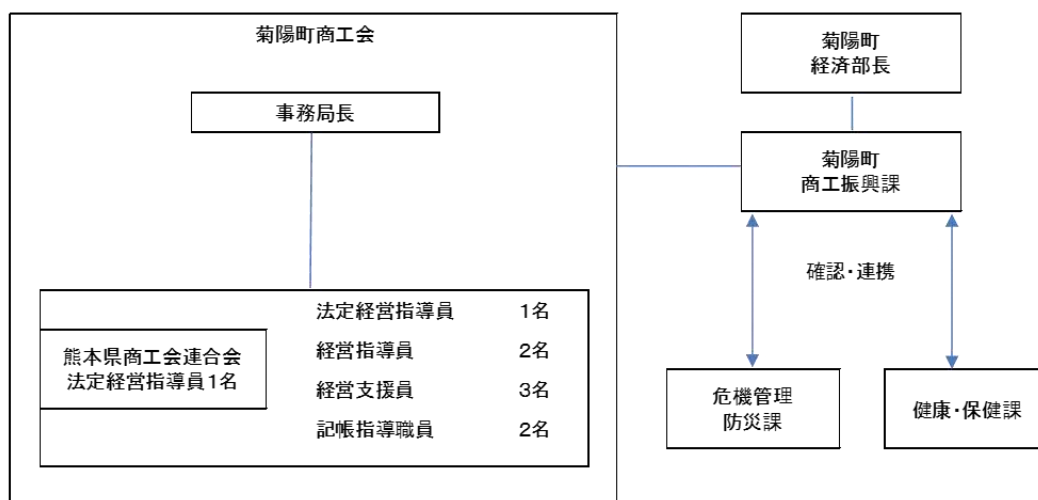 菊陽町商工会
事務局長
熊本県商工会連合会
法定経営指導員1名
法定経営指導員 1名
経営指導員 2名
経営支援員 3名
記帳指導職員 2名
菊陽町
経済部長
菊陽町
商工振興課
確認・連携
危機管理
防災課
健康・保健課